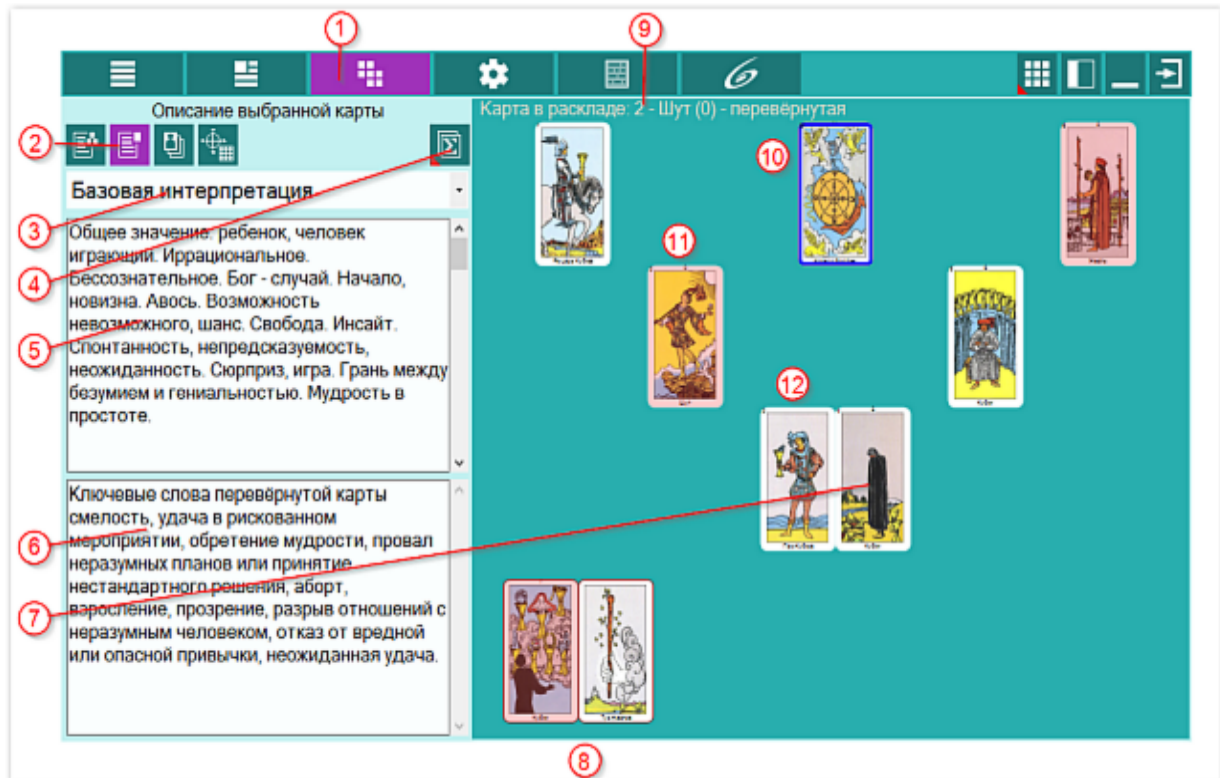 1
9
Описание выбранной карты
Карта в раскладе: 2 - Шут (0) - перевёрнутая
2
10
Базовая интерпретация
3
Общее значение: ребенок, человек
играющий. Иррациональное.
Бессознательное. Бог - случай. Начало,
новизна. Авось. Возможность
невозможного, шанс. Свобода. Инсайт.
Спонтанность, непредсказуемость,
неожиданность. Сюрприз, игра. Грань между
безумием и гениальностью. Мудрость в
простоте.
11
4
5
12
Ключевые слова перевёрнутой карты
смелость, удача в рискованном
мероприятии, обретение мудрости, провал
неразумных планов или принятие
нестандартного решения, аборт,
взросление, прозрение, разрыв отношений с
неразумным человеком, отказ от вредной
или опасной привычки, неожиданная удача.
6
7
8